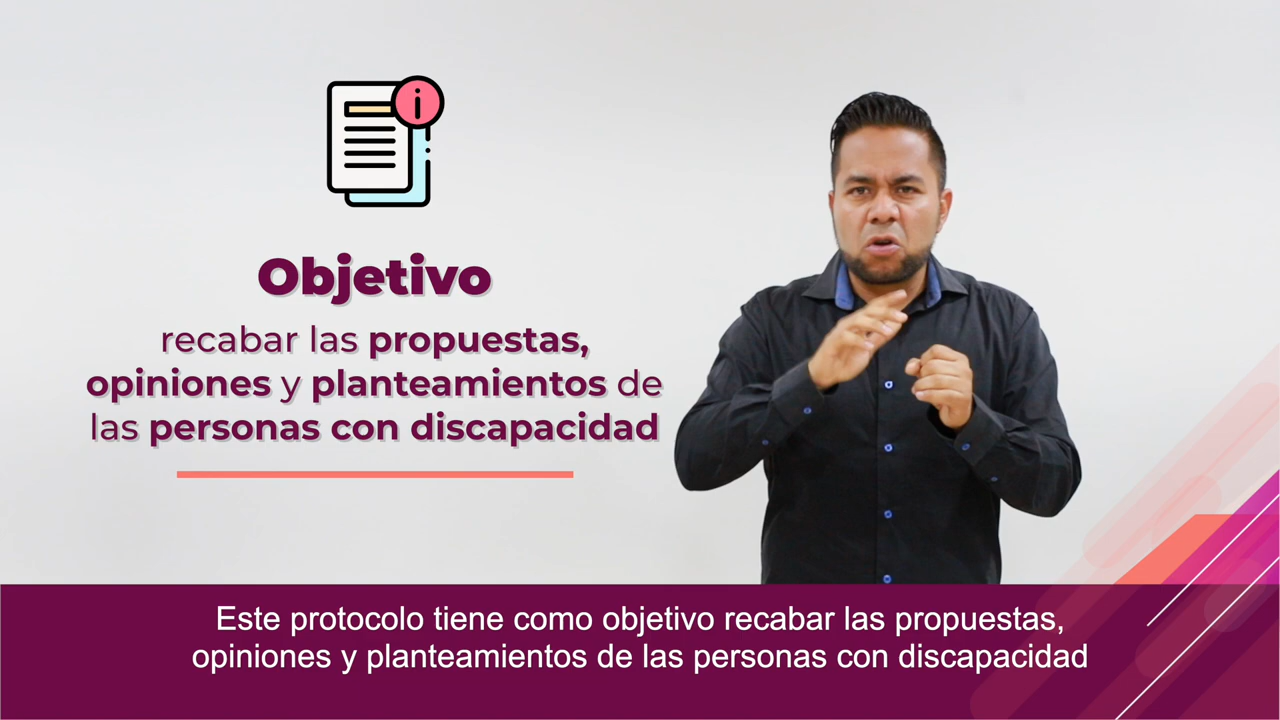 Objetivo
recabar las propuestas,
opiniones y planteamientos de
las personas con discapacidad
Este protocolo tiene como objetivo recabar las propuestas,
opiniones y planteamientos de las personas con discapacidad